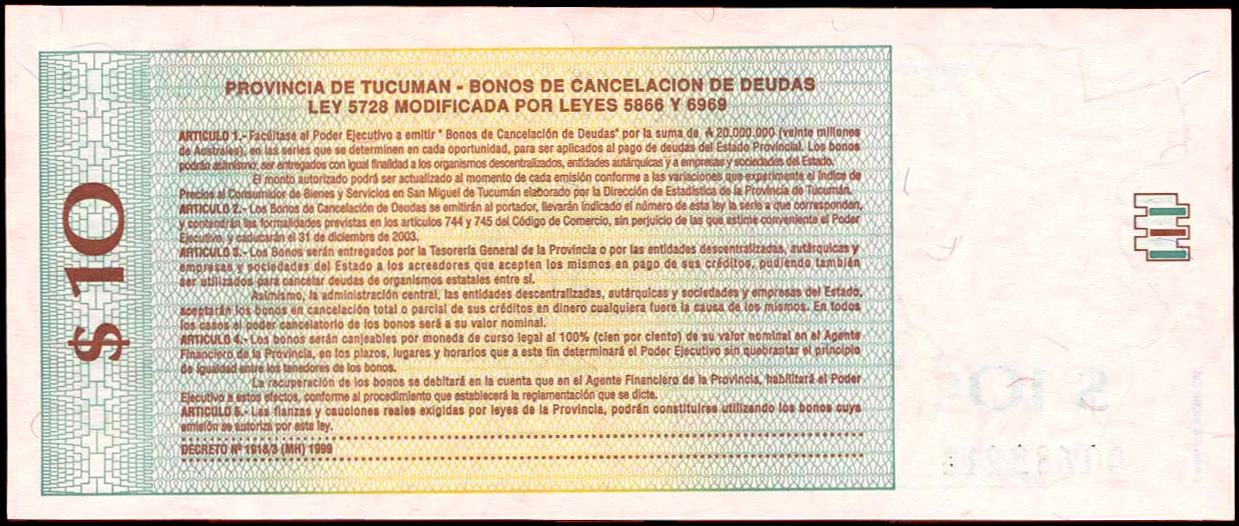 PROVINCIA DE TUCUMAN - BONOS DE CANCELACION DE DEUDAS
LEY 5728 MODIFICADA POR LEYES 5866 Y 6969
ARTICULO 1.- Facúltase al Poder Ejecutivo a emitir " Bonos de Cancelación de Deudas" por la suma de ₳ 20.000.000 (veinte millones
de Australes), en las series que se determinen en cada oportunidad, para ser aplicados al pago de deudas del Estado Provincial. Los bonos
podrán asimismo, ser entregados con igual finalidad a los organismos descentralizados, entidades autárquicas y a empresas y sociedades del Estado.
El monto autorizado podrá ser actualizado al momento de cada emisión conforme a las variaciones que experimente el Indice de
Precios al Consumidor de Bienes y Servicios en San Miguel de Tucumán elaborado por la Dirección de Estadística de la Provincia de Tucumán.
ARTICULO 2.- Los Bonos de Cancelación de Deudas se emitirán al portador, llevarán indicado el número de esta ley la serie a que corresponden,
y contendrán las formalidades previstas en los artículos 744 y 745 del Código de Comercio, sin perjuicio de las que estime conveniente el Poder
Ejecutivo, y caducarán el 31 de diciembre de 2003.
ARTICULO 3.- Los Bonos serán entregados por la Tesorería General de la Provincia o por las entidades descentralizadas, autárquicas y
empresas y sociedades del Estado a los acreedores que acepten los mismos en pago de sus créditos, pudiendo también
ser utilizados para cancelar deudas de organismos estatales entre sí.
Asimismo, la administración central, las entidades descentralizadas, autárquicas y sociedades y empresas del Estado,
aceptarán los bonos en cancelación total o parcial de sus créditos en dinero cualquiera fuere la causa de los mismos. En todos
los casos el poder cancelatorio de los bonos será a su valor nominal.
ARTICULO 4.- Los bonos serán canjeables por moneda de curso legal al 100% (cien por ciento) de su valor nominal en el Agente
Financiero de la Provincia, en los plazos, lugares y horarios que a este fin determinará el Poder Ejecutivo sin quebrantar el principio
de igualdad entre los tenedores de los bonos.
La recuperación de los bonos se debitará en la cuenta que en el Agente Financiero de la Provincia, habilitará el Poder
Ejecutivo a estos efectos, conforme al procedimiento que establecerá la reglamentación que se dicte.
ARTICULO 5.- Las fianzas y cauciones reales exigidas por leyes de la Provincia, podrán constituirse utilizando los bonos cuya
emisión se autoriza por esta ley.
DECRETO Nº 1918/3 (MH) 1999
$ 10